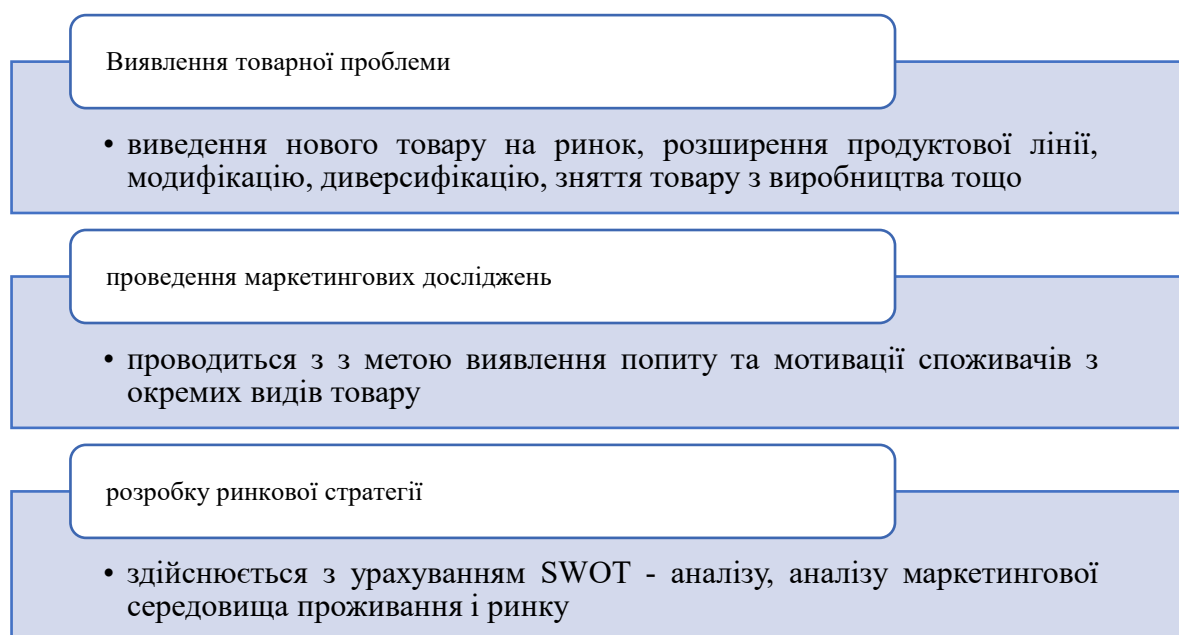 Виявлення товарної проблеми
• виведення нового товару на ринок, розширення продуктової лінії,
модифікацію, диверсифікацію, зняття товару з виробництва тощо
проведення маркетингових досліджень
• проводиться з з метою виявлення попиту та мотивації споживачів з
окремих видів товару
розробку ринкової стратегії
• здійснюється з урахуванням SWOT - аналізу, аналізу маркетингової
середовища проживання і ринку